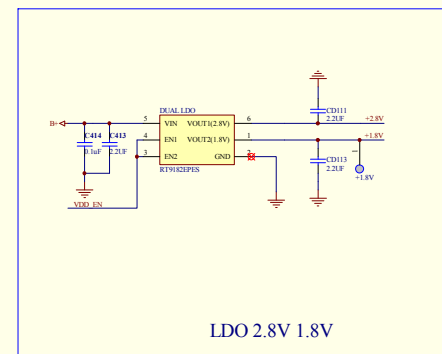 DUAL LDO
CD111
2.2UF
B+
5 VIN VOUT1(2.8V) 6 +2.8V
C414 C413
0.1uF 2.2UF
4 EN1 VOUT2(1.8V) 1 +1.8V
3 EN2 GND 2
RT9182EPES
CD113
2.2UF
1
+1.8V
VDD_EN
LDO 2.8V 1.8V